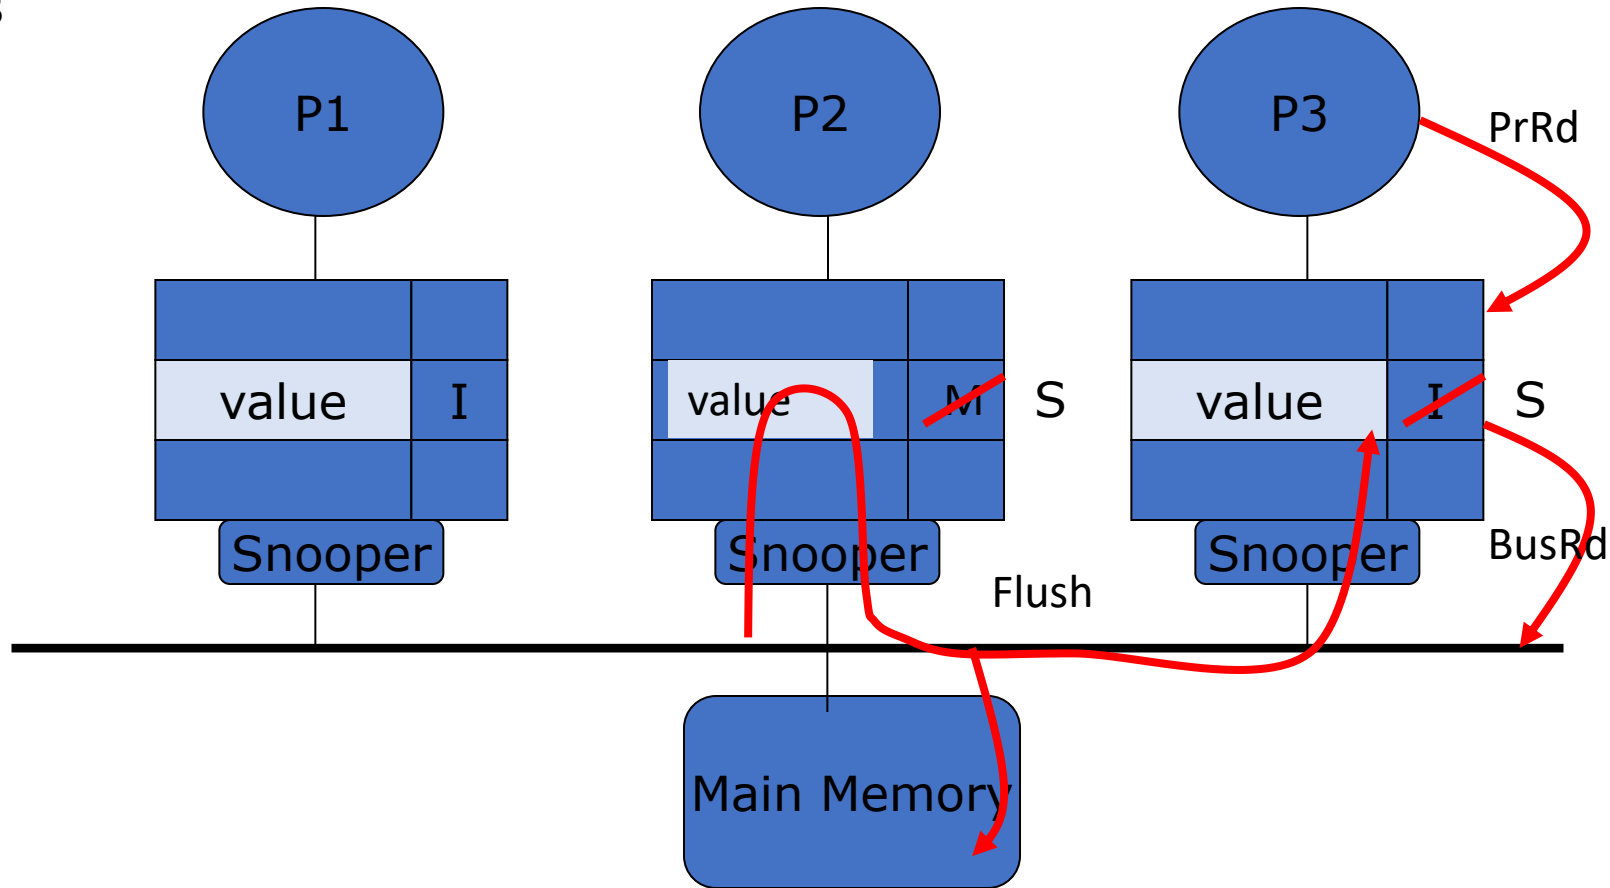 P1
P2
P3
PrRd
value I
value M S
value I S
Snooper
Snooper
Snooper
BusRd
Flush
Main Memory